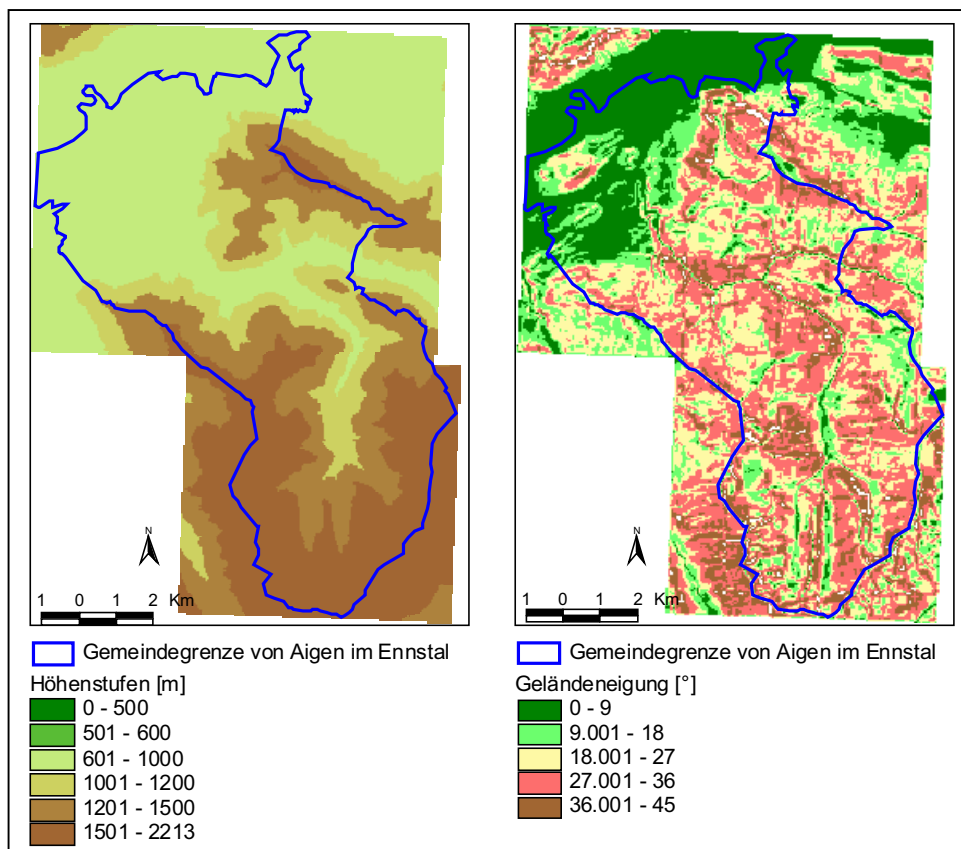 N
1 0 1 2 Km
Gemeindegrenze von Aigen im Ennstal
Höhenstufen [m]
0 - 500
501 - 600
601 - 1000
1001 - 1200
1201 - 1500
1501 - 2213
N
1 0 1 2 Km
Gemeindegrenze von Aigen im Ennstal
Geländeneigung [°]
0 - 9
9.001 - 18
18.001 - 27
27.001 - 36
36.001 - 45